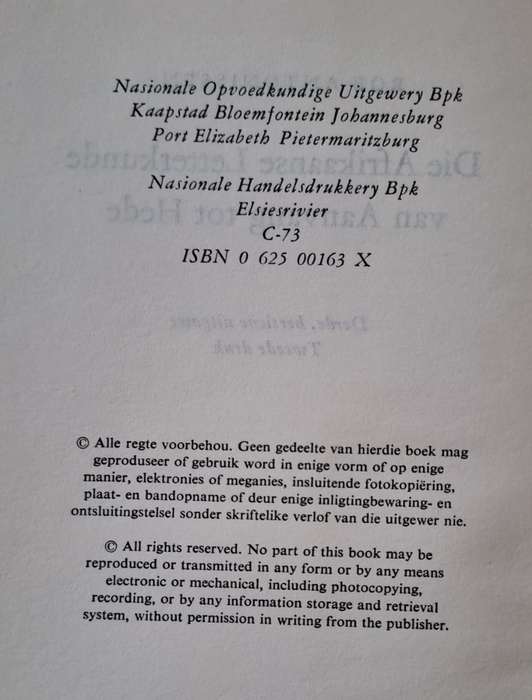 Nasionale Opvoedkundige Uitgewery Bpk
Kaapstad Bloemfontein Johannesburg
Port Elizabeth Pietermaritzburg
Nasionale Handelsdrukkery Bpk
Elsiesrivier
C-73
ISBN 0 625 00163 X
© Alle regte voorbehou. Geen gedeelte van hierdie boek mag
geproduseer of gebruik word in enige vorm of op enige
manier, elektronies of meganies, insluitende fotokopiëring,
plaat- en bandopname of deur enige inligtingbewaring- en
ontsluitingstelsel sonder skriftelike verlof van die uitgewer nie.
© All rights reserved. No part of this book may be
reproduced or transmitted in any form or by any means
electronic or mechanical, including photocopying,
recording, or by any information storage and retrieval
system, without permission in writing from the publisher.